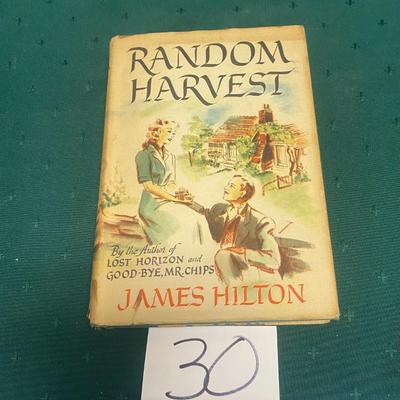 RANDOM
HARVEST
By the Author of
LOST HORIZON and
GOOD-BYE, MR. CHIPS
JAMES HILTON
30